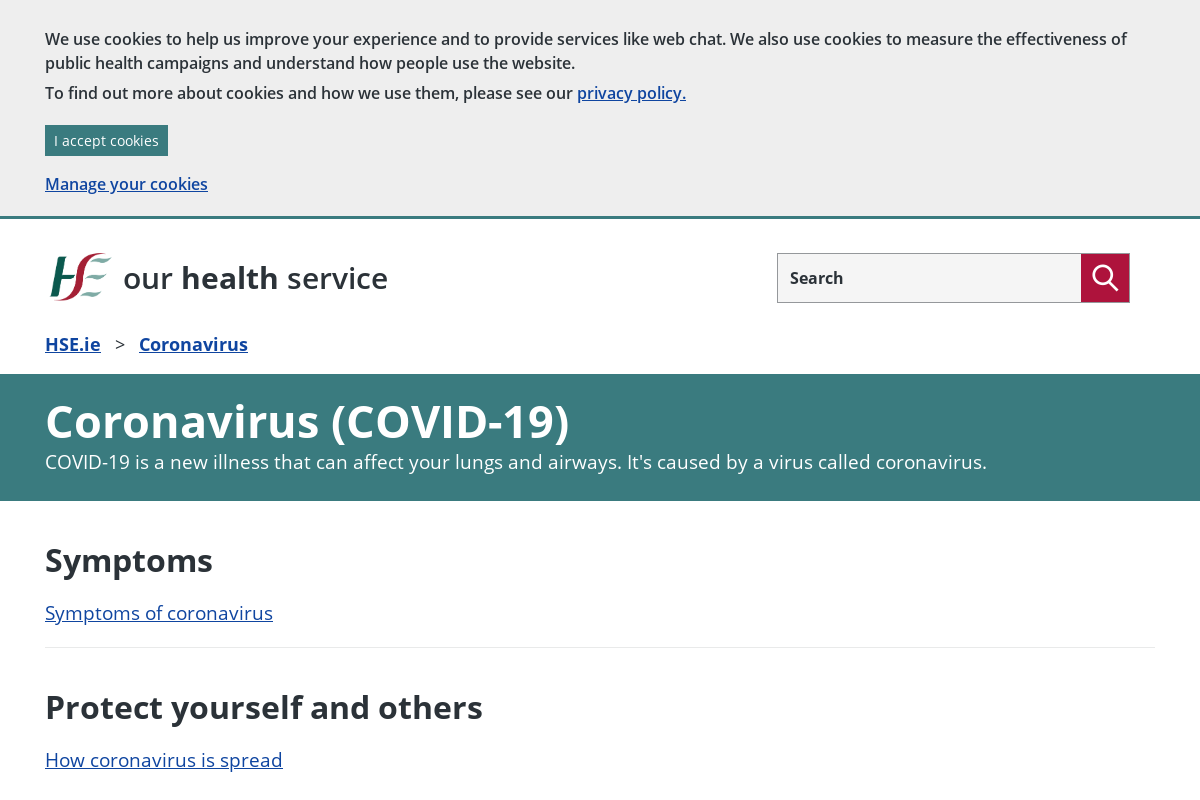 We use cookies to help us improve your experience and to provide services like web chat. We also use cookies to measure the effectiveness of
public health campaigns and understand how people use the website.
To find out more about cookies and how we use them, please see our privacy policy.
I accept cookies
Manage your cookies
HSE our health service
Search
HSE.ie > Coronavirus
Coronavirus (COVID-19)
COVID-19 is a new illness that can affect your lungs and airways. It's caused by a virus called coronavirus.
Symptoms
Symptoms of coronavirus
Protect yourself and others
How coronavirus is spread